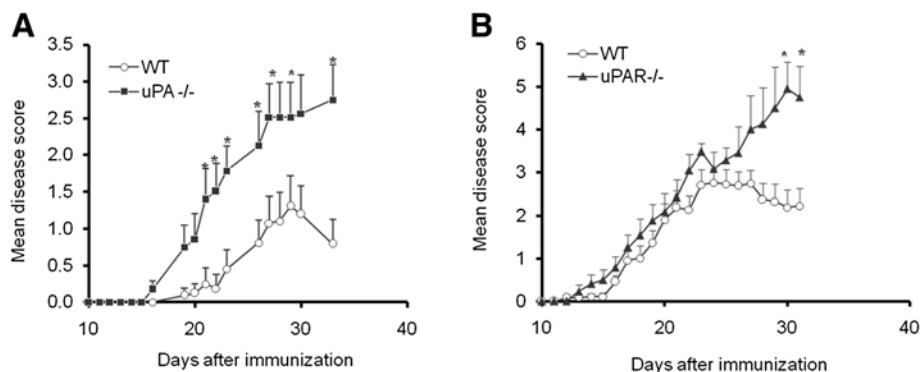 A
3.5
3.0
2.5
2.0
1.5
1.0
0.5
0.0
Mean disease score
WT
uPA -/-
* * * * * * *
10 20 30 40
Days after immunization
B
6
5
4
3
2
1
0
Mean disease score
WT
uPAR-/-
* *
10 20 30 40
Days after immunization